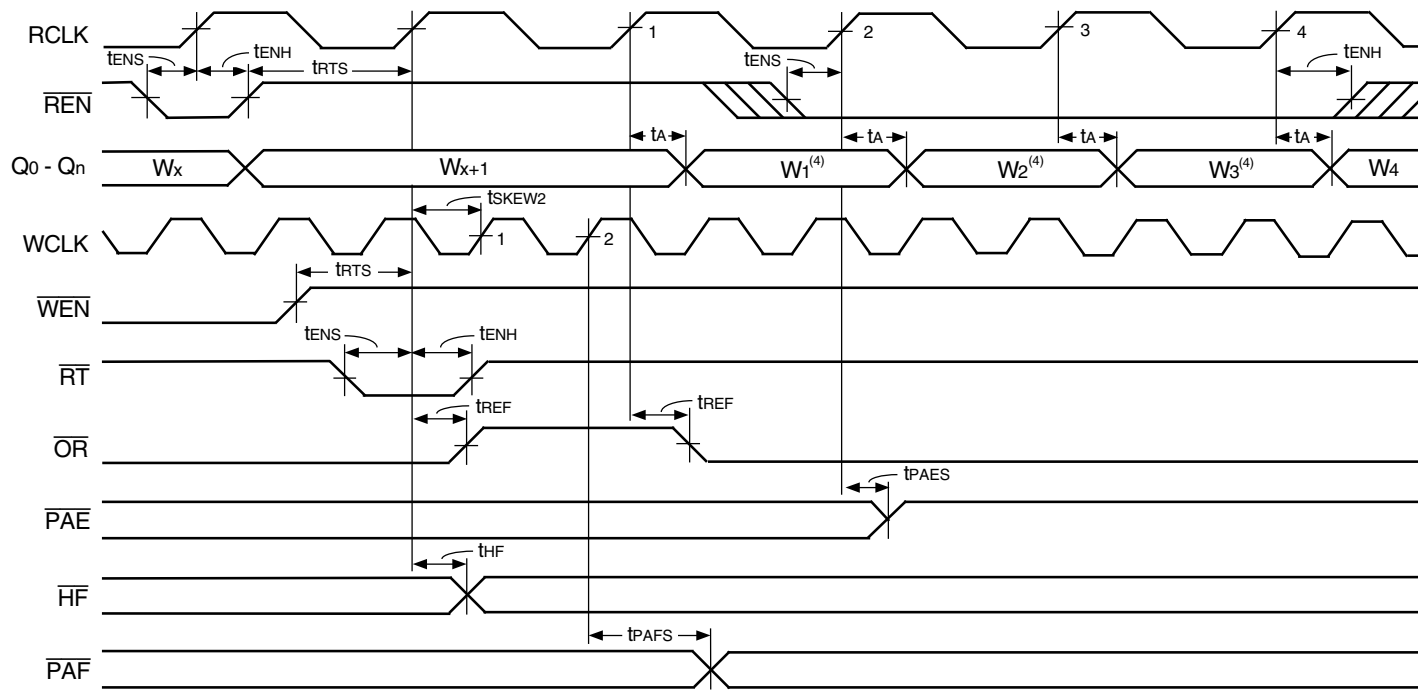 RCLK 1 2 3 4
tENS tENH tRTS tENS tENH
REN
tA tA tA tA
Q0 - Qn Wx Wx+1 W1(4) W2(4) W3(4) W4
tSKEW2
WCLK 1 2
tRTS
WEN
tENS tENH
RT
tREF tREF
OR
tPAES
PAE
tHF
HF
tPAFS
PAF